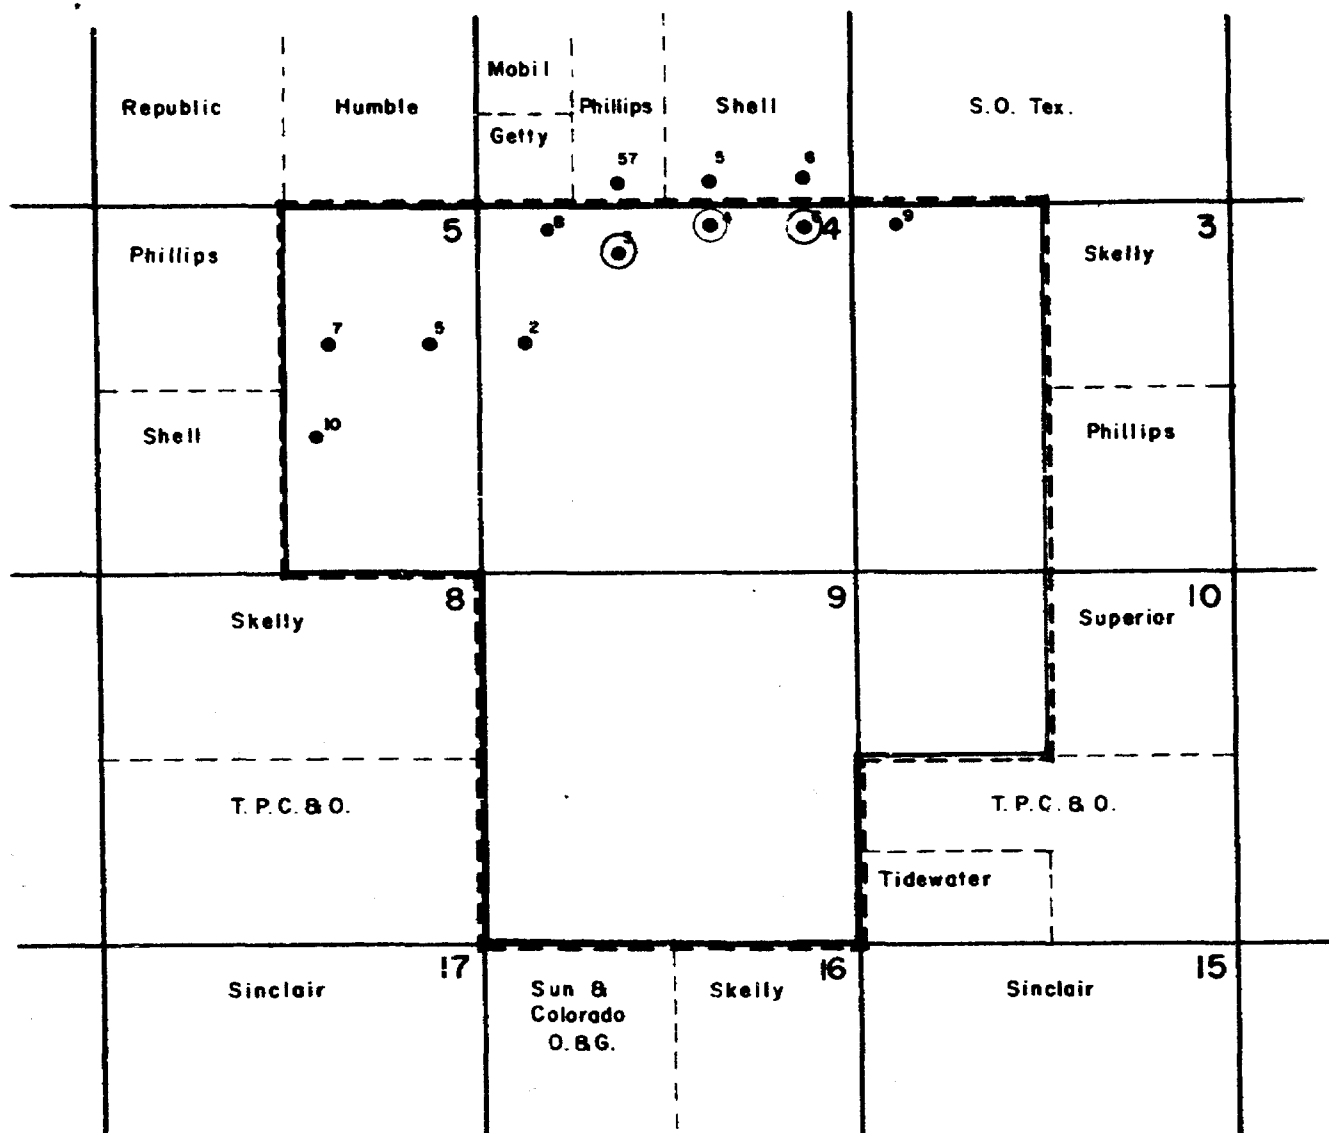 Mobil
Republic
Humble
Phillips
Shell
S.O. Tex.
Getty
57
5
6
5
8
4
9
3
Phillips
Skelly
7
5
2
10
Shell
Phillips
8
9
10
Skelly
Superior
T. P. C. & O.
T. P. C. & O.
Tidewater
17
16
15
Sinclair
Sun &
Colorado
O. & G.
Skelly
Sinclair